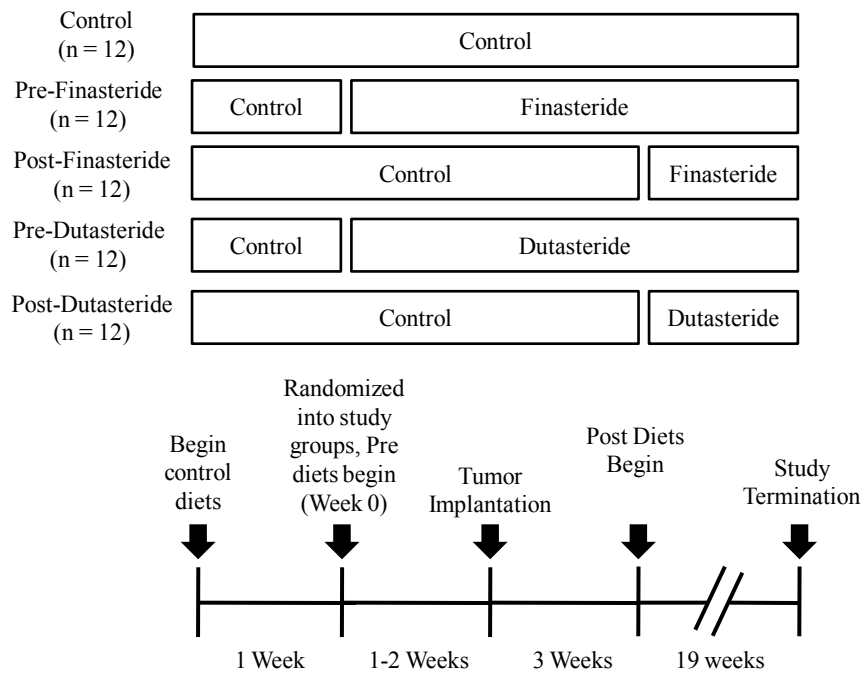 Control
(n = 12)
Control
Pre-Finasteride
(n = 12)
Control
Finasteride
Post-Finasteride
(n = 12)
Control
Finasteride
Pre-Dutasteride
(n = 12)
Control
Dutasteride
Post-Dutasteride
(n = 12)
Control
Dutasteride
Begin
control
diets
Randomized
into study
groups, Pre
diets begin
(Week 0)
Tumor
Implantation
Post Diets
Begin
Study
Termination
1 Week
1-2 Weeks
3 Weeks
19 weeks